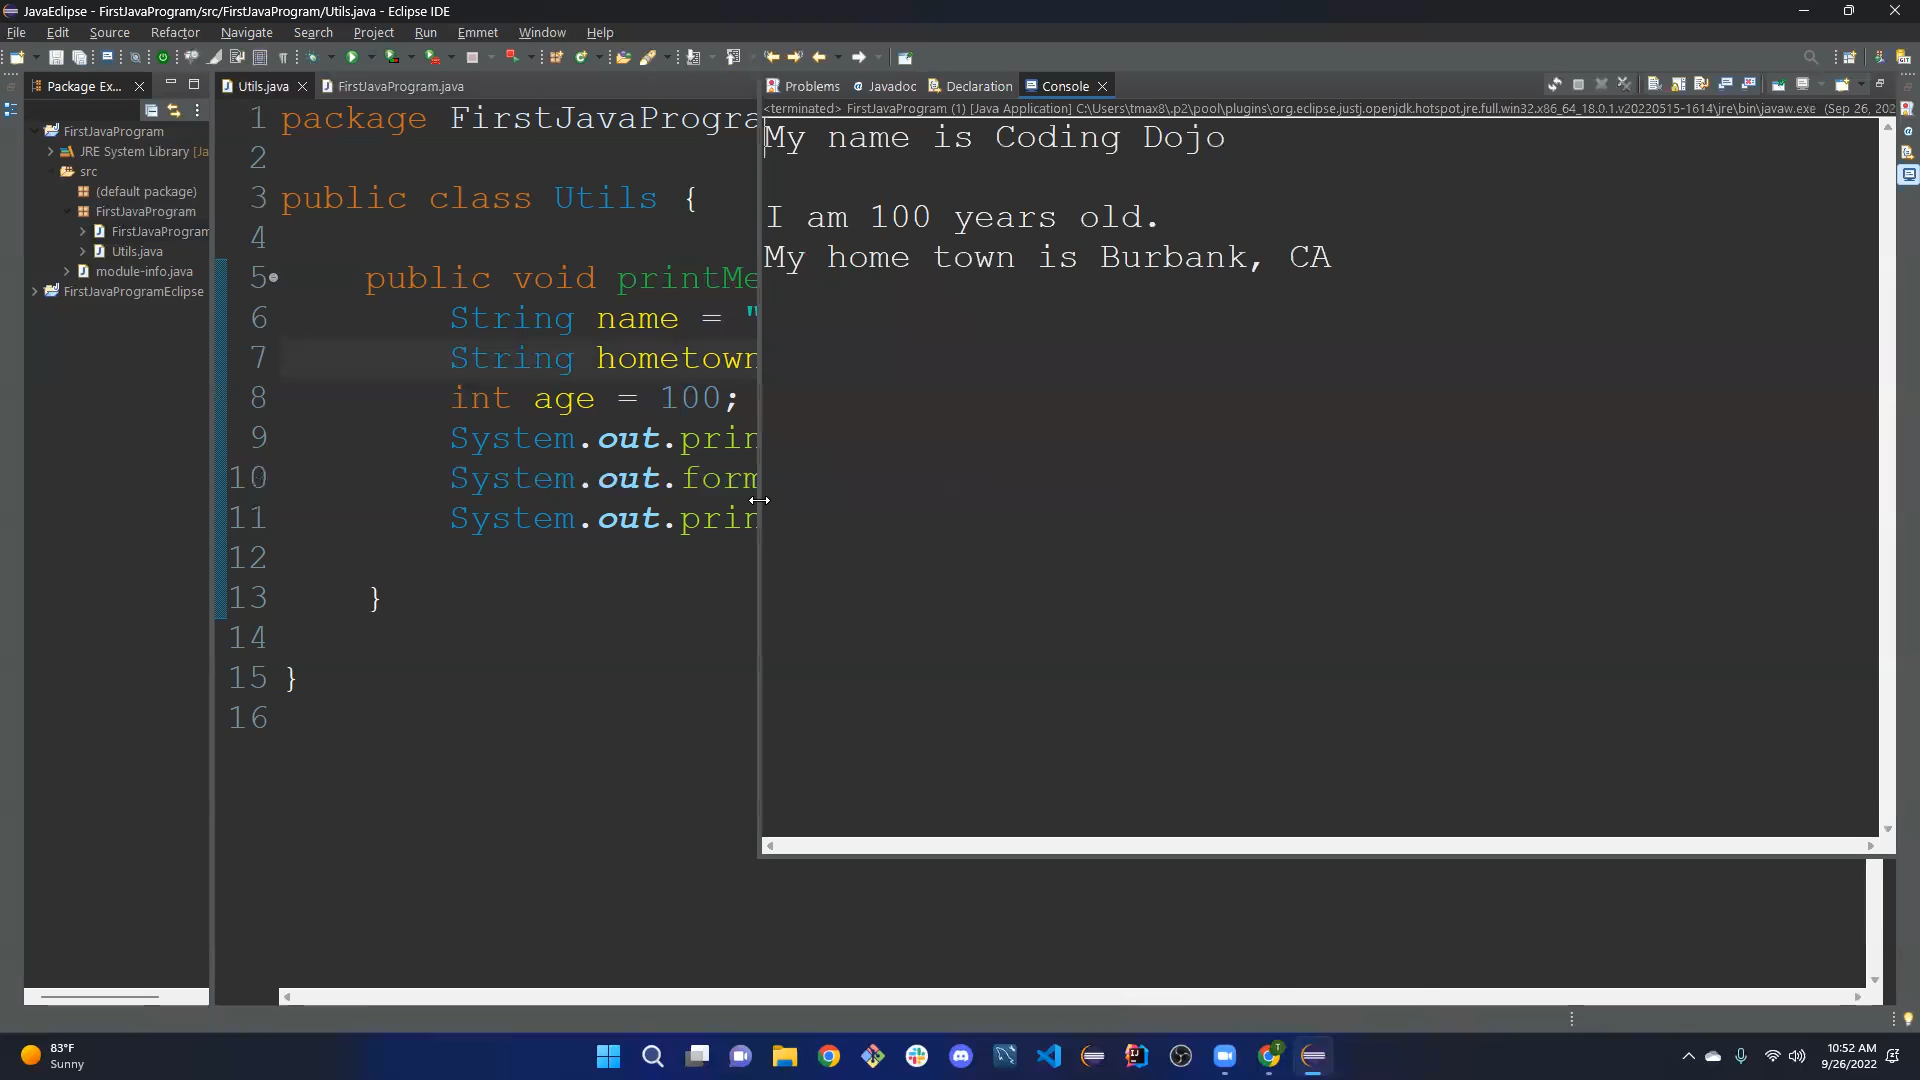 JavaEclipse - FirstJavaProgram/src/FirstJavaProgram/Utils.java - Eclipse IDE
File Edit Source Refactor Navigate Search Project Run Emmet Window Help
Package Ex...
FirstJavaProgram
JRE System Library [Ja
src
(default package)
FirstJavaProgram
FirstJavaProgram
Utils.java
module-info.java
FirstJavaProgramEclipse
Utils.java FirstJavaProgram.java
1 package FirstJavaProgra
2
3 public class Utils {
4
5 public void printMe
6 String name = "
7 String hometown
8 int age = 100;
9 System.out.prin
10 System.out.form
11 System.out.prin
12
13 }
14
15 }
16
Problems Javadoc Declaration Console
<terminated> FirstJavaProgram (1) [Java Application] C:\Users\tmax8\.p2\pool\plugins\org.eclipse.justj.openjdk.hotspot.jre.full.win32.x86_64_18.0.1.v20220515-1614\jre\bin\javaw.exe (Sep 26, 202
My name is Coding Dojo
I am 100 years old.
My home town is Burbank, CA
83°F
Sunny
10:52 AM
9/26/2022